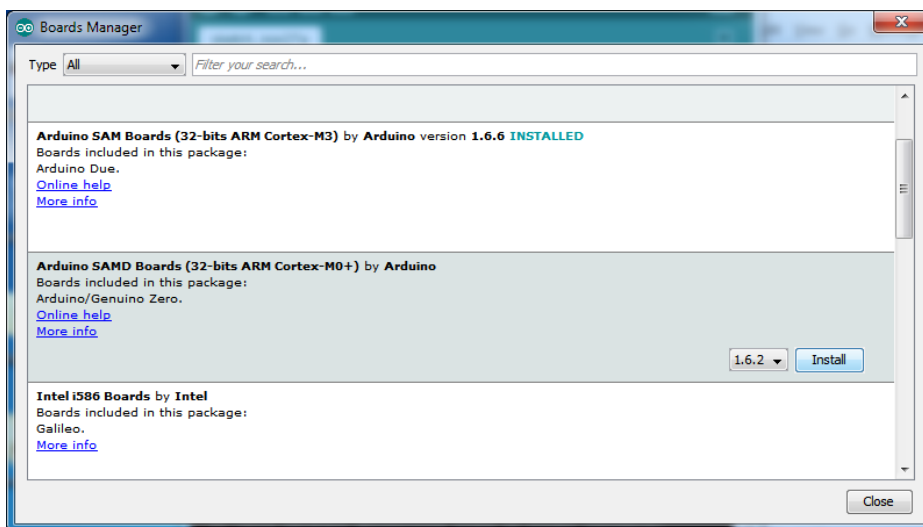 Boards Manager
Type All Filter your search...
Arduino SAM Boards (32-bits ARM Cortex-M3) by Arduino version 1.6.6 INSTALLED
Boards included in this package:
Arduino Due.
Online help
More info
Arduino SAMD Boards (32-bits ARM Cortex-M0+) by Arduino
Boards included in this package:
Arduino/Genuino Zero.
Online help
More info
1.6.2 Install
Intel i586 Boards by Intel
Boards included in this package:
Galileo.
More info
Close